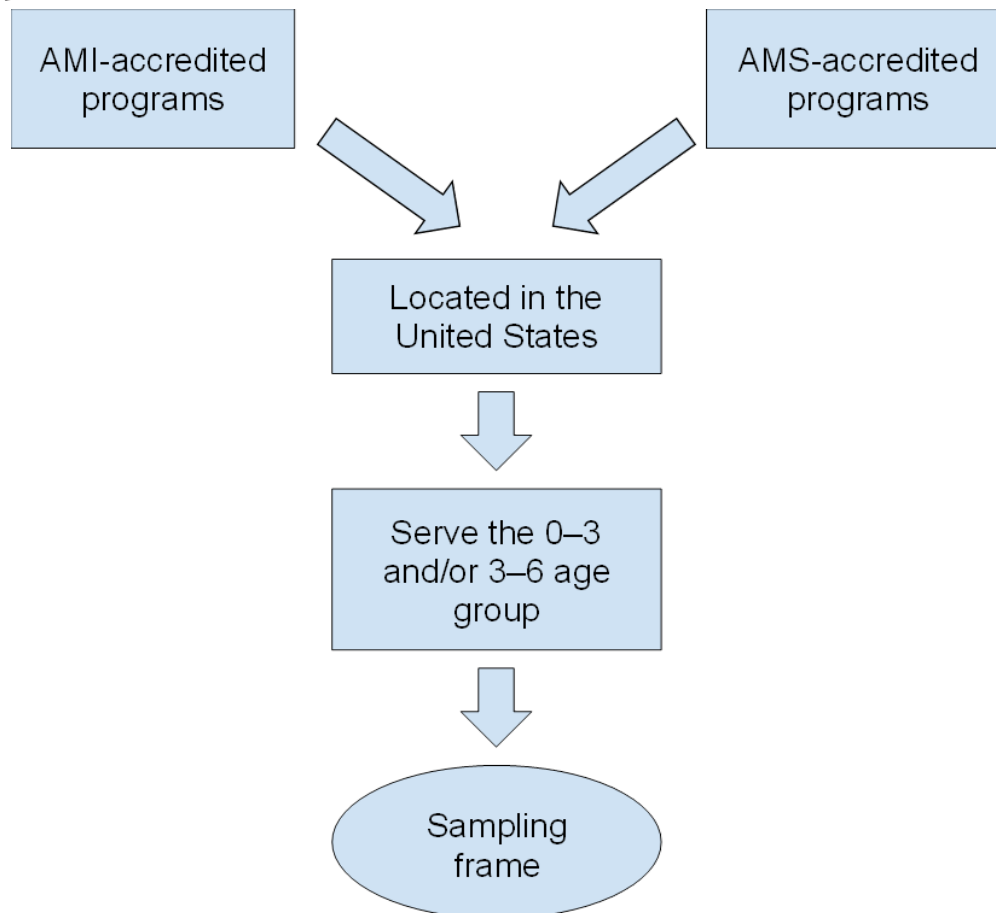 AMI-accredited
programs
AMS-accredited
programs
Located in the
United States
Serve the 0–3
and/or 3–6 age
group
Sampling
frame